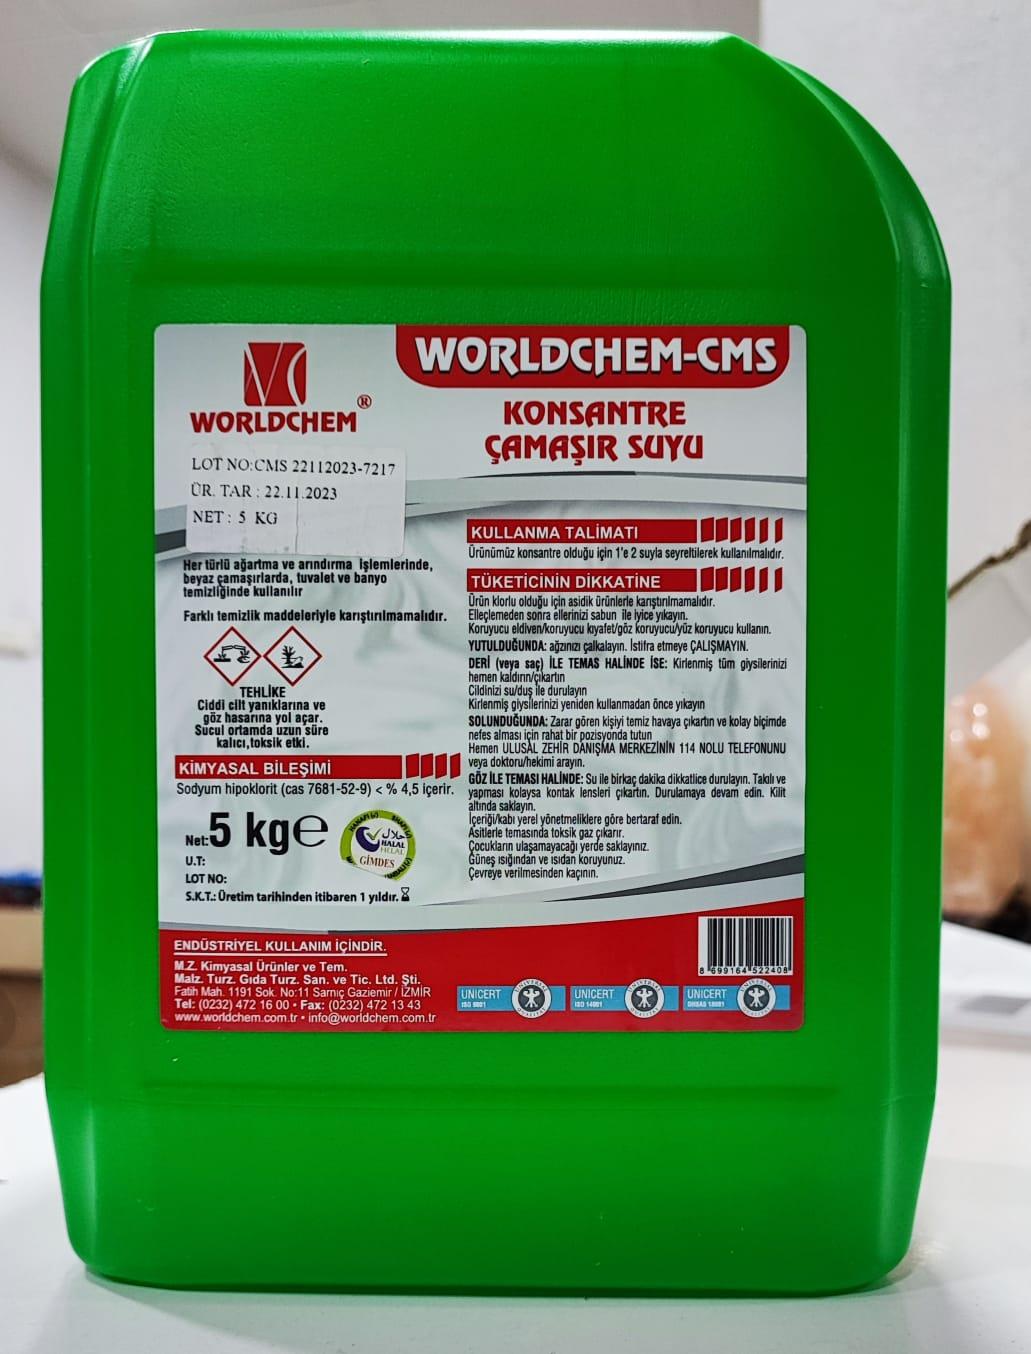 WORLDCHEM-CMS
WORLDCHEM®
KONSANTRE
ÇAMAŞIR SUYU
LOT NO:CMS 22112023-7217
ÜR. TAR : 22.11.2023
NET : 5 KG
Her türlü ağartma ve arındırma işlemlerinde,
beyaz çamaşırlarda, tuvalet ve banyo
temizliğinde kullanılır
Farklı temizlik maddeleriyle karıştırılmamalıdır.
TEHLİKE
Ciddi cilt yanıklarına ve
göz hasarına yol açar.
Sucul ortamda uzun süre
kalıcı,toksik etki.
KİMYASAL BİLEŞİMİ
Sodyum hipoklorit (cas 7681-52-9) < % 4,5 içerir.
Net:5 kg℮
HANAFI (✓) SHAFI (✓)
حلال
HALAL
HELAL
GİMDES
U.T:
LOT NO:
S.K.T.: Üretim tarihinden itibaren 1 yıldır.
KULLANMA TALİMATI
Ürünümüz konsantre olduğu için 1'e 2 suyla seyreltilerek kullanılmalıdır.
TÜKETİCİNİN DİKKATİNE
Ürün klorlu olduğu için asidik ürünlerle karıştırılmamalıdır.
Elleçlemeden sonra ellerinizi sabun ile iyice yıkayın.
Koruyucu eldiven/koruyucu kıyafet/göz koruyucu/yüz koruyucu kullanın.
YUTULDUĞUNDA: ağzınızı çalkalayın. İstifra etmeye ÇALIŞMAYIN.
DERİ (veya saç) İLE TEMAS HALİNDE İSE: Kirlenmiş tüm giysilerinizi
hemen kaldırın/çıkartın
Cildinizi su/duş ile durulayın
Kirlenmiş giysilerinizi yeniden kullanmadan önce yıkayın
SOLUNDUĞUNDA: Zarar gören kişiyi temiz havaya çıkartın ve kolay biçimde
nefes alması için rahat bir pozisyonda tutun
Hemen ULUSAL ZEHİR DANIŞMA MERKEZİNİN 114 NOLU TELEFONUNU
veya doktoru/hekimi arayın.
GÖZ İLE TEMASI HALİNDE: Su ile birkaç dakika dikkatlice durulayın. Takılı ve
yapması kolaysa kontak lensleri çıkartın. Durulamaya devam edin. Kilit
altında saklayın.
İçeriği/kabı yerel yönetmeliklere göre bertaraf edin.
Asitlerle temasında toksik gaz çıkarır.
Çocukların ulaşamayacağı yerde saklayınız.
Güneş ışığından ve ısıdan koruyunuz.
Çevreye verilmesinden kaçının.
ENDÜSTRİYEL KULLANIM İÇİNDİR.
M.Z. Kimyasal Ürünler ve Tem.
Malz. Turz. Gıda Turz. San. ve Tic. Ltd. Şti.
Fatih Mah. 1191 Sok. No:11 Sarnıç Gaziemir / İZMİR
Tel: (0232) 472 16 00 • Fax: (0232) 472 13 43
www.worldchem.com.tr • info@worldchem.com.tr
8 699164 522408
UNICERT
ISO 9001
UNICERT
ISO 14001
UNICERT
OHSAS 18001